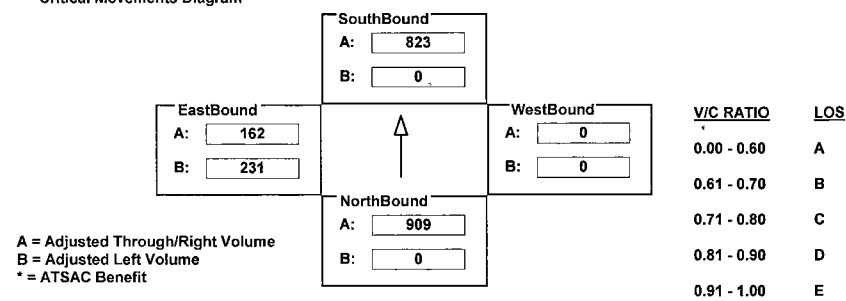 Critical Movements Diagram
SouthBound
A: 823
B: 0
EastBound
A: 162
B: 231
WestBound
A: 0
B: 0
NorthBound
A: 909
B: 0
A = Adjusted Through/Right Volume
B = Adjusted Left Volume
* = ATSAC Benefit
V/C RATIO LOS
0.00 - 0.60 A
0.61 - 0.70 B
0.71 - 0.80 C
0.81 - 0.90 D
0.91 - 1.00 E